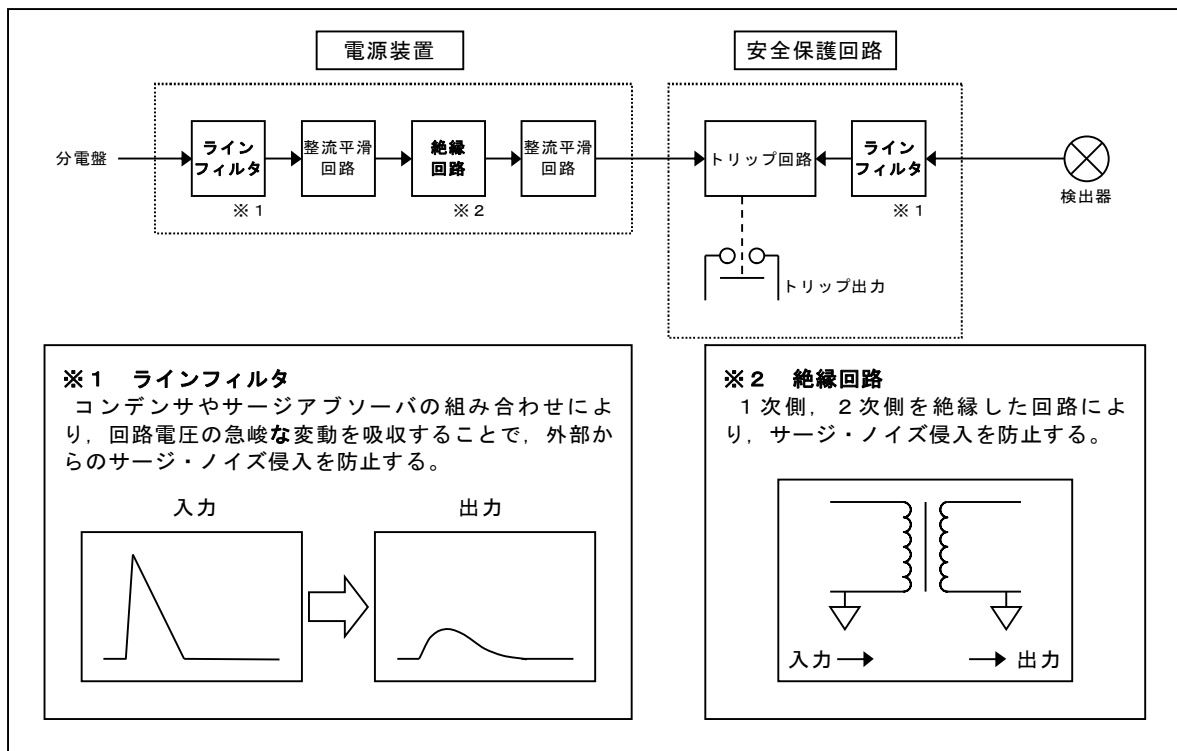 電源装置
安全保護回路
分電盤
ライン
フィルタ
※1
整流平滑
回路
絶縁
回路
※2
整流平滑
回路
トリップ回路
ライン
フィルタ
※1
検出器
トリップ出力
※1 ラインフィルタ
コンデンサやサージアブソーバの組み合わせによ
り，回路電圧の急峻な変動を吸収することで，外部か
らのサージ・ノイズ侵入を防止する。
入力
出力
※2 絶縁回路
1次側，2次側を絶縁した回路によ
り，サージ・ノイズ侵入を防止する。
入力
出力